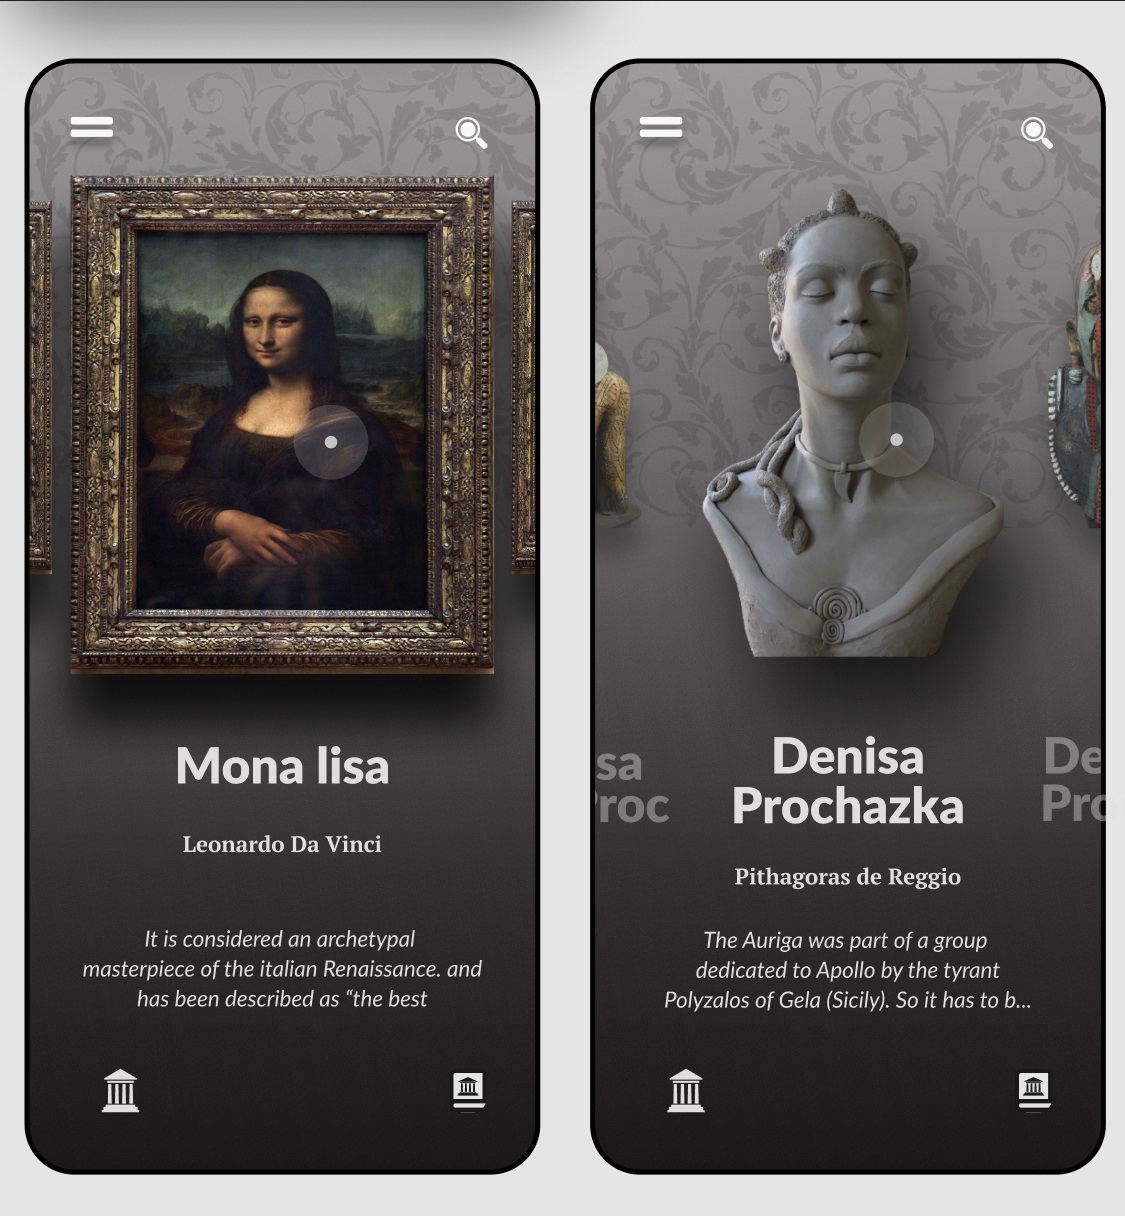 Mona lisa
Leonardo Da Vinci
It is considered an archetypal
masterpiece of the italian Renaissance. and
has been described as “the best
sa
Proc
Denisa
Prochazka
De
Pro
Pithagoras de Reggio
The Auriga was part of a group
dedicated to Apollo by the tyrant
Polyzalos of Gela (Sicily). So it has to b...